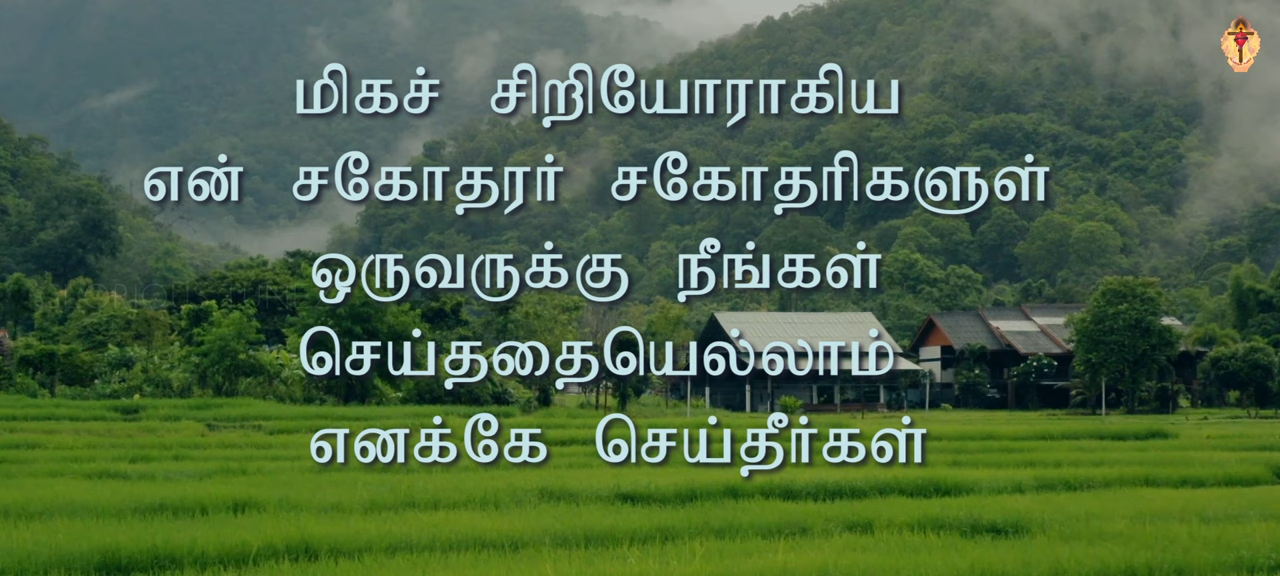 மிகச் சிறியோராகிய
என் சகோதரர் சகோதரிகளுள்
ஒருவருக்கு நீங்கள்
செய்ததையெல்லாம்
எனக்கே செய்தீர்கள்